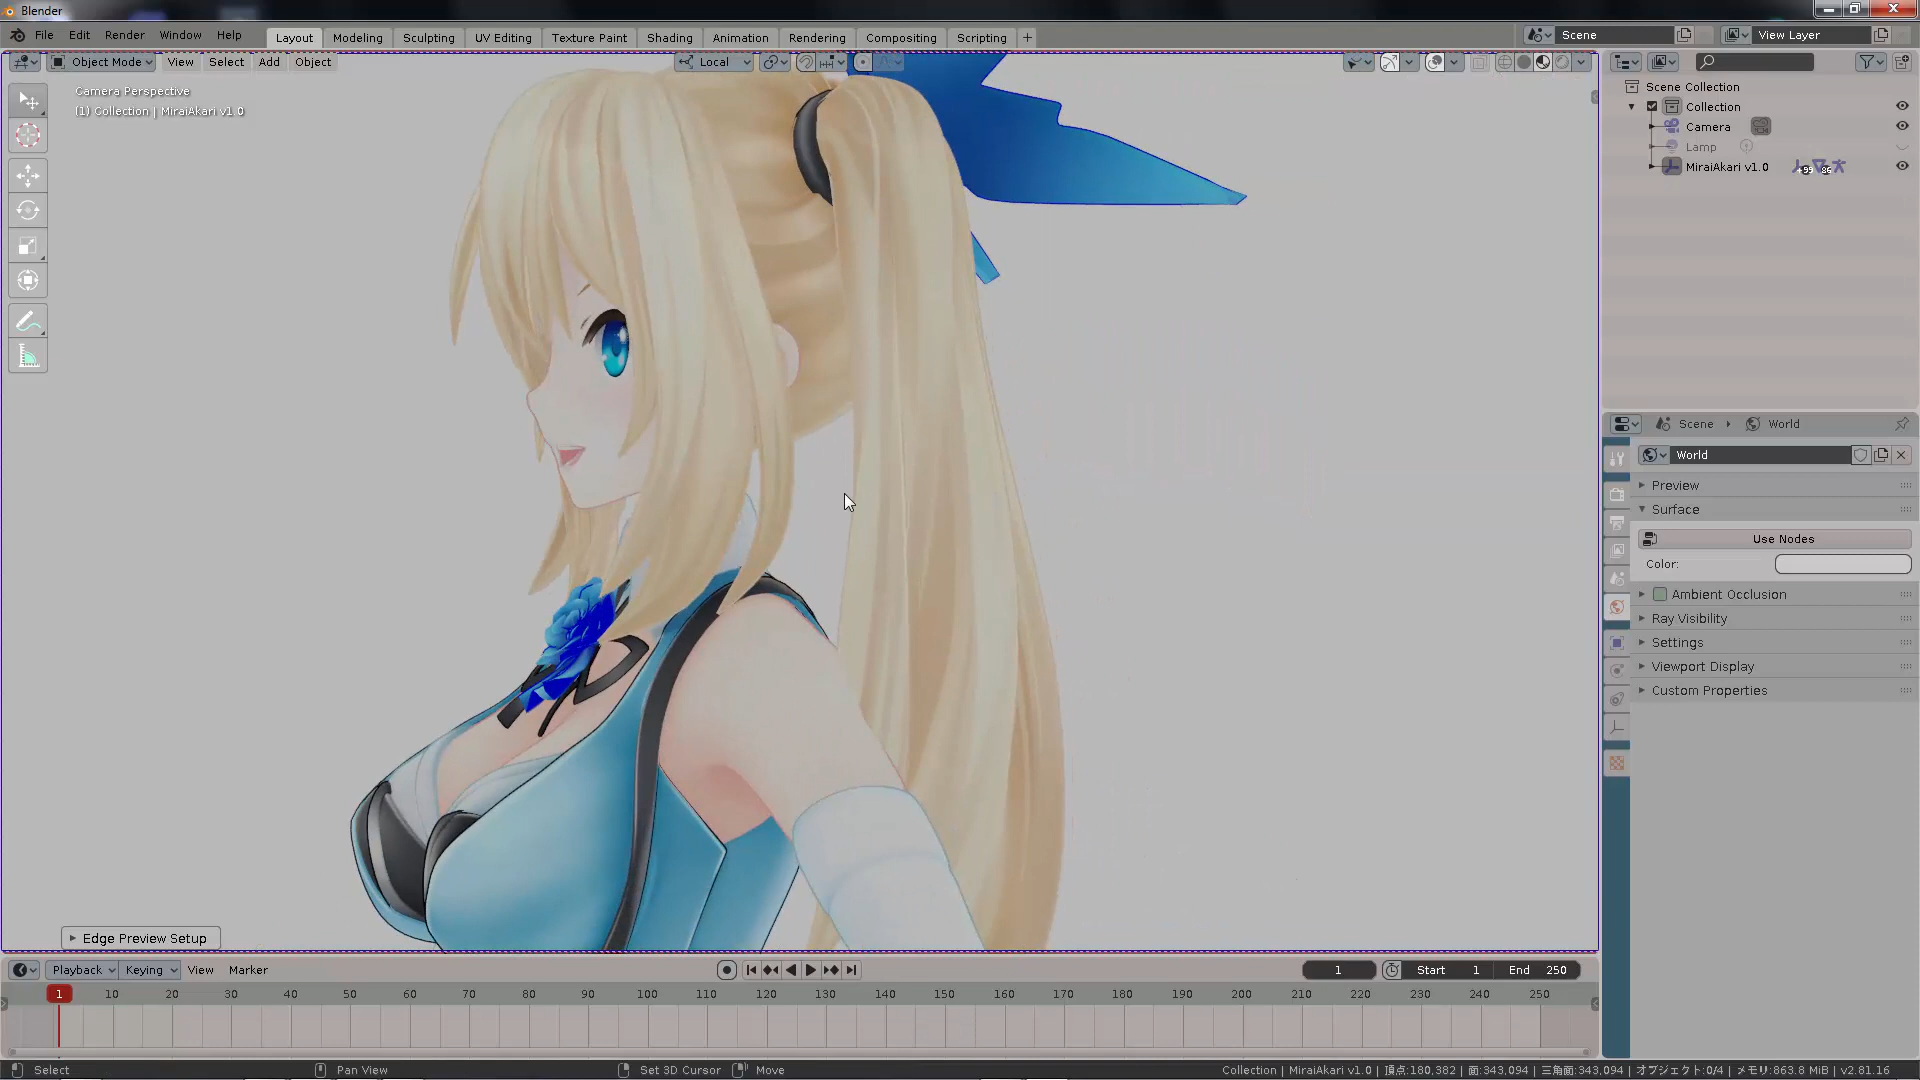 Blender
File Edit Render Window Help
Layout Modeling Sculpting UV Editing Texture Paint Shading Animation Rendering Compositing Scripting +
Scene
View Layer
Object Mode View Select Add Object
Local
Camera Perspective
(1) Collection | MiraiAkari v1.0
Edge Preview Setup
Scene Collection
Collection
Camera
Lamp
MiraiAkari v1.0
+99 86
Scene World
World
Preview
Surface
Use Nodes
Color:
Ambient Occlusion
Ray Visibility
Settings
Viewport Display
Custom Properties
Playback Keying View Marker
1 Start 1 End 250
1 10 20 30 40 50 60 70 80 90 100 110 120 130 140 150 160 170 180 190 200 210 220 230 240 250
Select Pan View Set 3D Cursor Move
Collection | MiraiAkari v1.0 | 頂点:180,382 | 面:343,094 | 三角面:343,094 | オブジェクト:0/4 | メモリ:863.8 MiB | v2.81.16